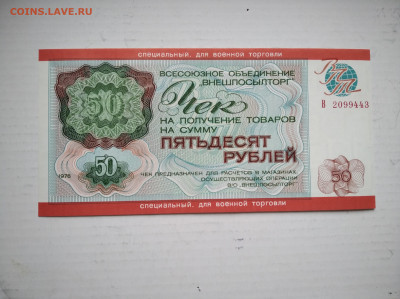 COINS.LAVE.RU
специальный, для военной торговли
ВСЕСОЮЗНОЕ ОБЪЕДИНЕНИЕ
"ВНЕШПОСЫЛТОРГ"
Чек
НА ПОЛУЧЕНИЕ ТОВАРОВ
НА СУММУ
ПЯТЬДЕСЯТ
РУБЛЕЙ
50
В 2099443
50
1976
ЧЕК ПРЕДНАЗНАЧЕН ДЛЯ РАСЧЕТОВ В МАГАЗИНАХ,
ОСУЩЕСТВЛЯЮЩИХ ОПЕРАЦИИ
В/О „ВНЕШПОСЫЛТОРГ"
50
специальный, для военной торговли